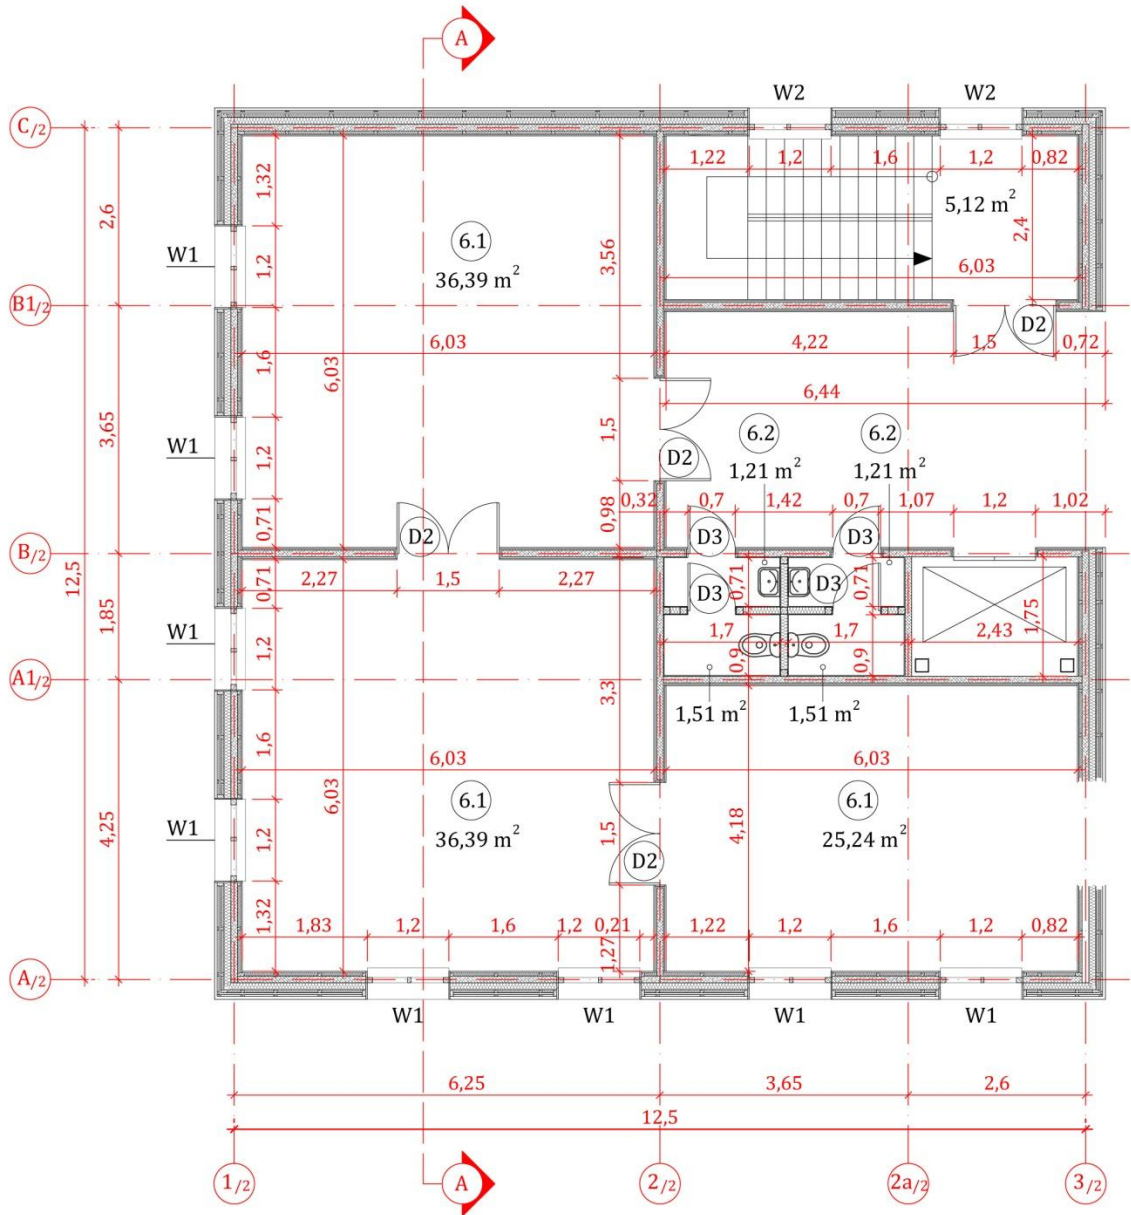 A
W2
W2
C/2
1,22
1,2
1,6
1,2
0,82
1,32
5,12 m²
2,6
2,4
6.1
36,39 m²
3,56
W1
1,2
6,03
B1/2
D2
6,03
6,03
1,6
4,22
1,5
0,72
6,44
3,65
1,5
6.2
6.2
W1
1,2
D2
1,21 m²
1,21 m²
0,98
0,32
0,7
1,42
0,7
1,07
1,2
1,02
0,71
D2
D3
D3
B/2
12,5
0,71
2,27
1,5
2,27
D3
0,71
D3
0,71
1,75
1,85
W1
1,2
1,7
1,7
2,43
0,9
0,9
A1/2
3,3
1,51 m²
1,51 m²
1,6
6,03
6,03
6,03
6.1
36,39 m²
6.1
25,24 m²
4,25
W1
1,2
1,5
4,18
D2
1,32
1,83
1,2
1,6
1,2
0,21
1,27
1,22
1,2
1,6
1,2
0,82
A/2
W1
W1
W1
W1
6,25
3,65
2,6
12,5
1/2
A
2/2
2a/2
3/2